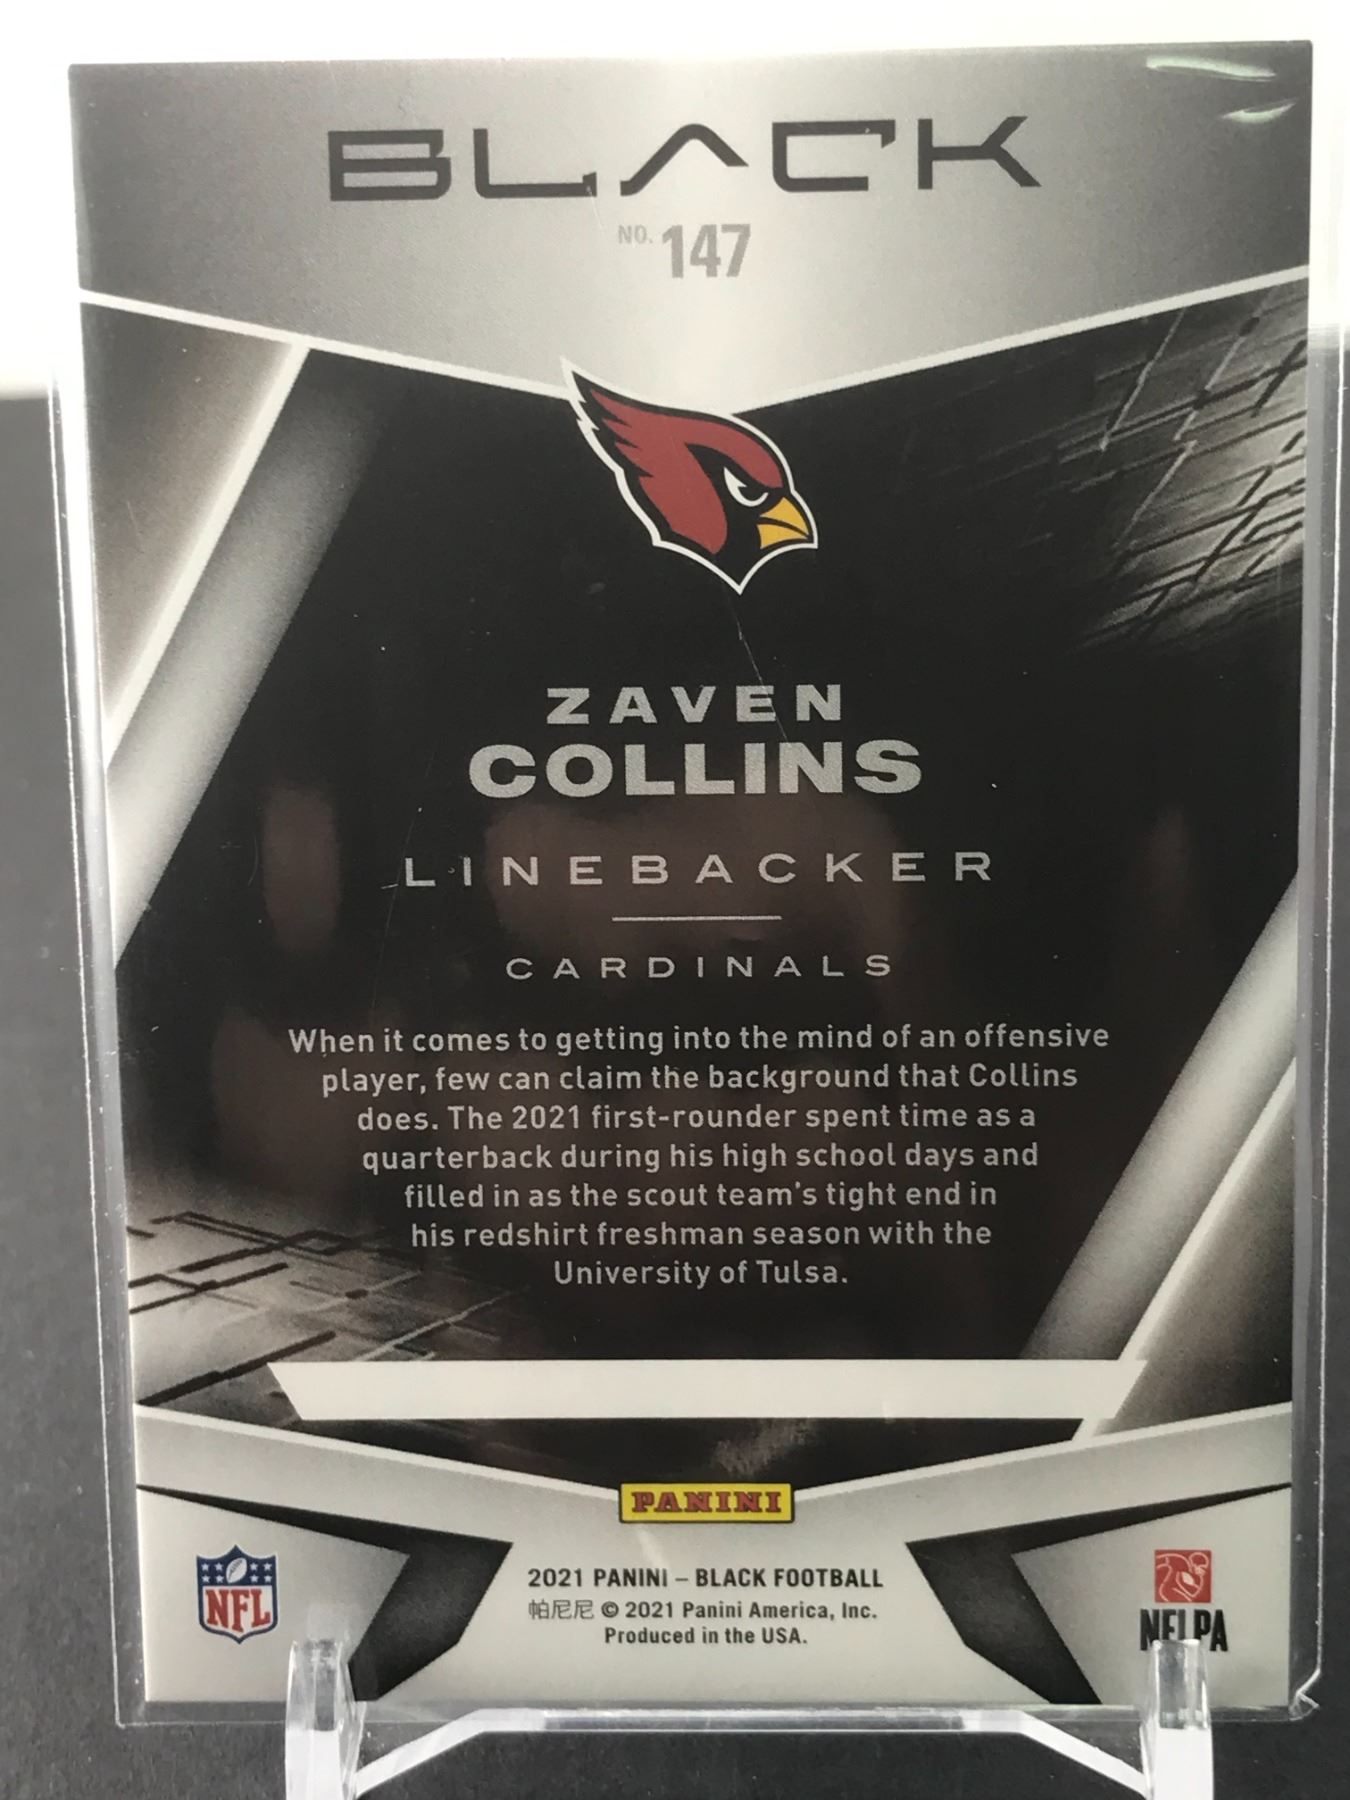 BLACK
NO. 147
ZAVEN
COLLINS
LINEBACKER
CARDINALS
When it comes to getting into the mind of an offensive
player, few can claim the background that Collins
does. The 2021 first-rounder spent time as a
quarterback during his high school days and
filled in as the scout team's tight end in
his redshirt freshman season with the
University of Tulsa.
PANINI
NFL
2021 PANINI – BLACK FOOTBALL
帕尼尼 © 2021 Panini America, Inc.
Produced in the USA.
NFLPA